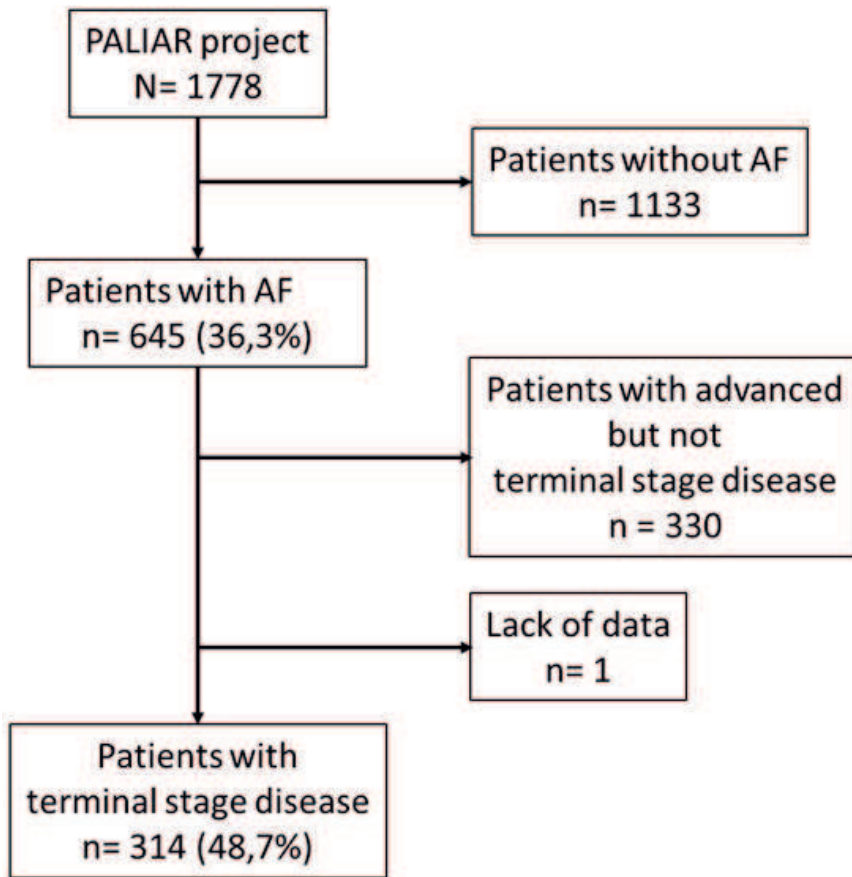 PALIAR project
N= 1778
Patients without AF
n= 1133
Patients with AF
n= 645 (36,3%)
Patients with advanced
but not
terminal stage disease
n = 330
Lack of data
n= 1
Patients with
terminal stage disease
n= 314 (48,7%)